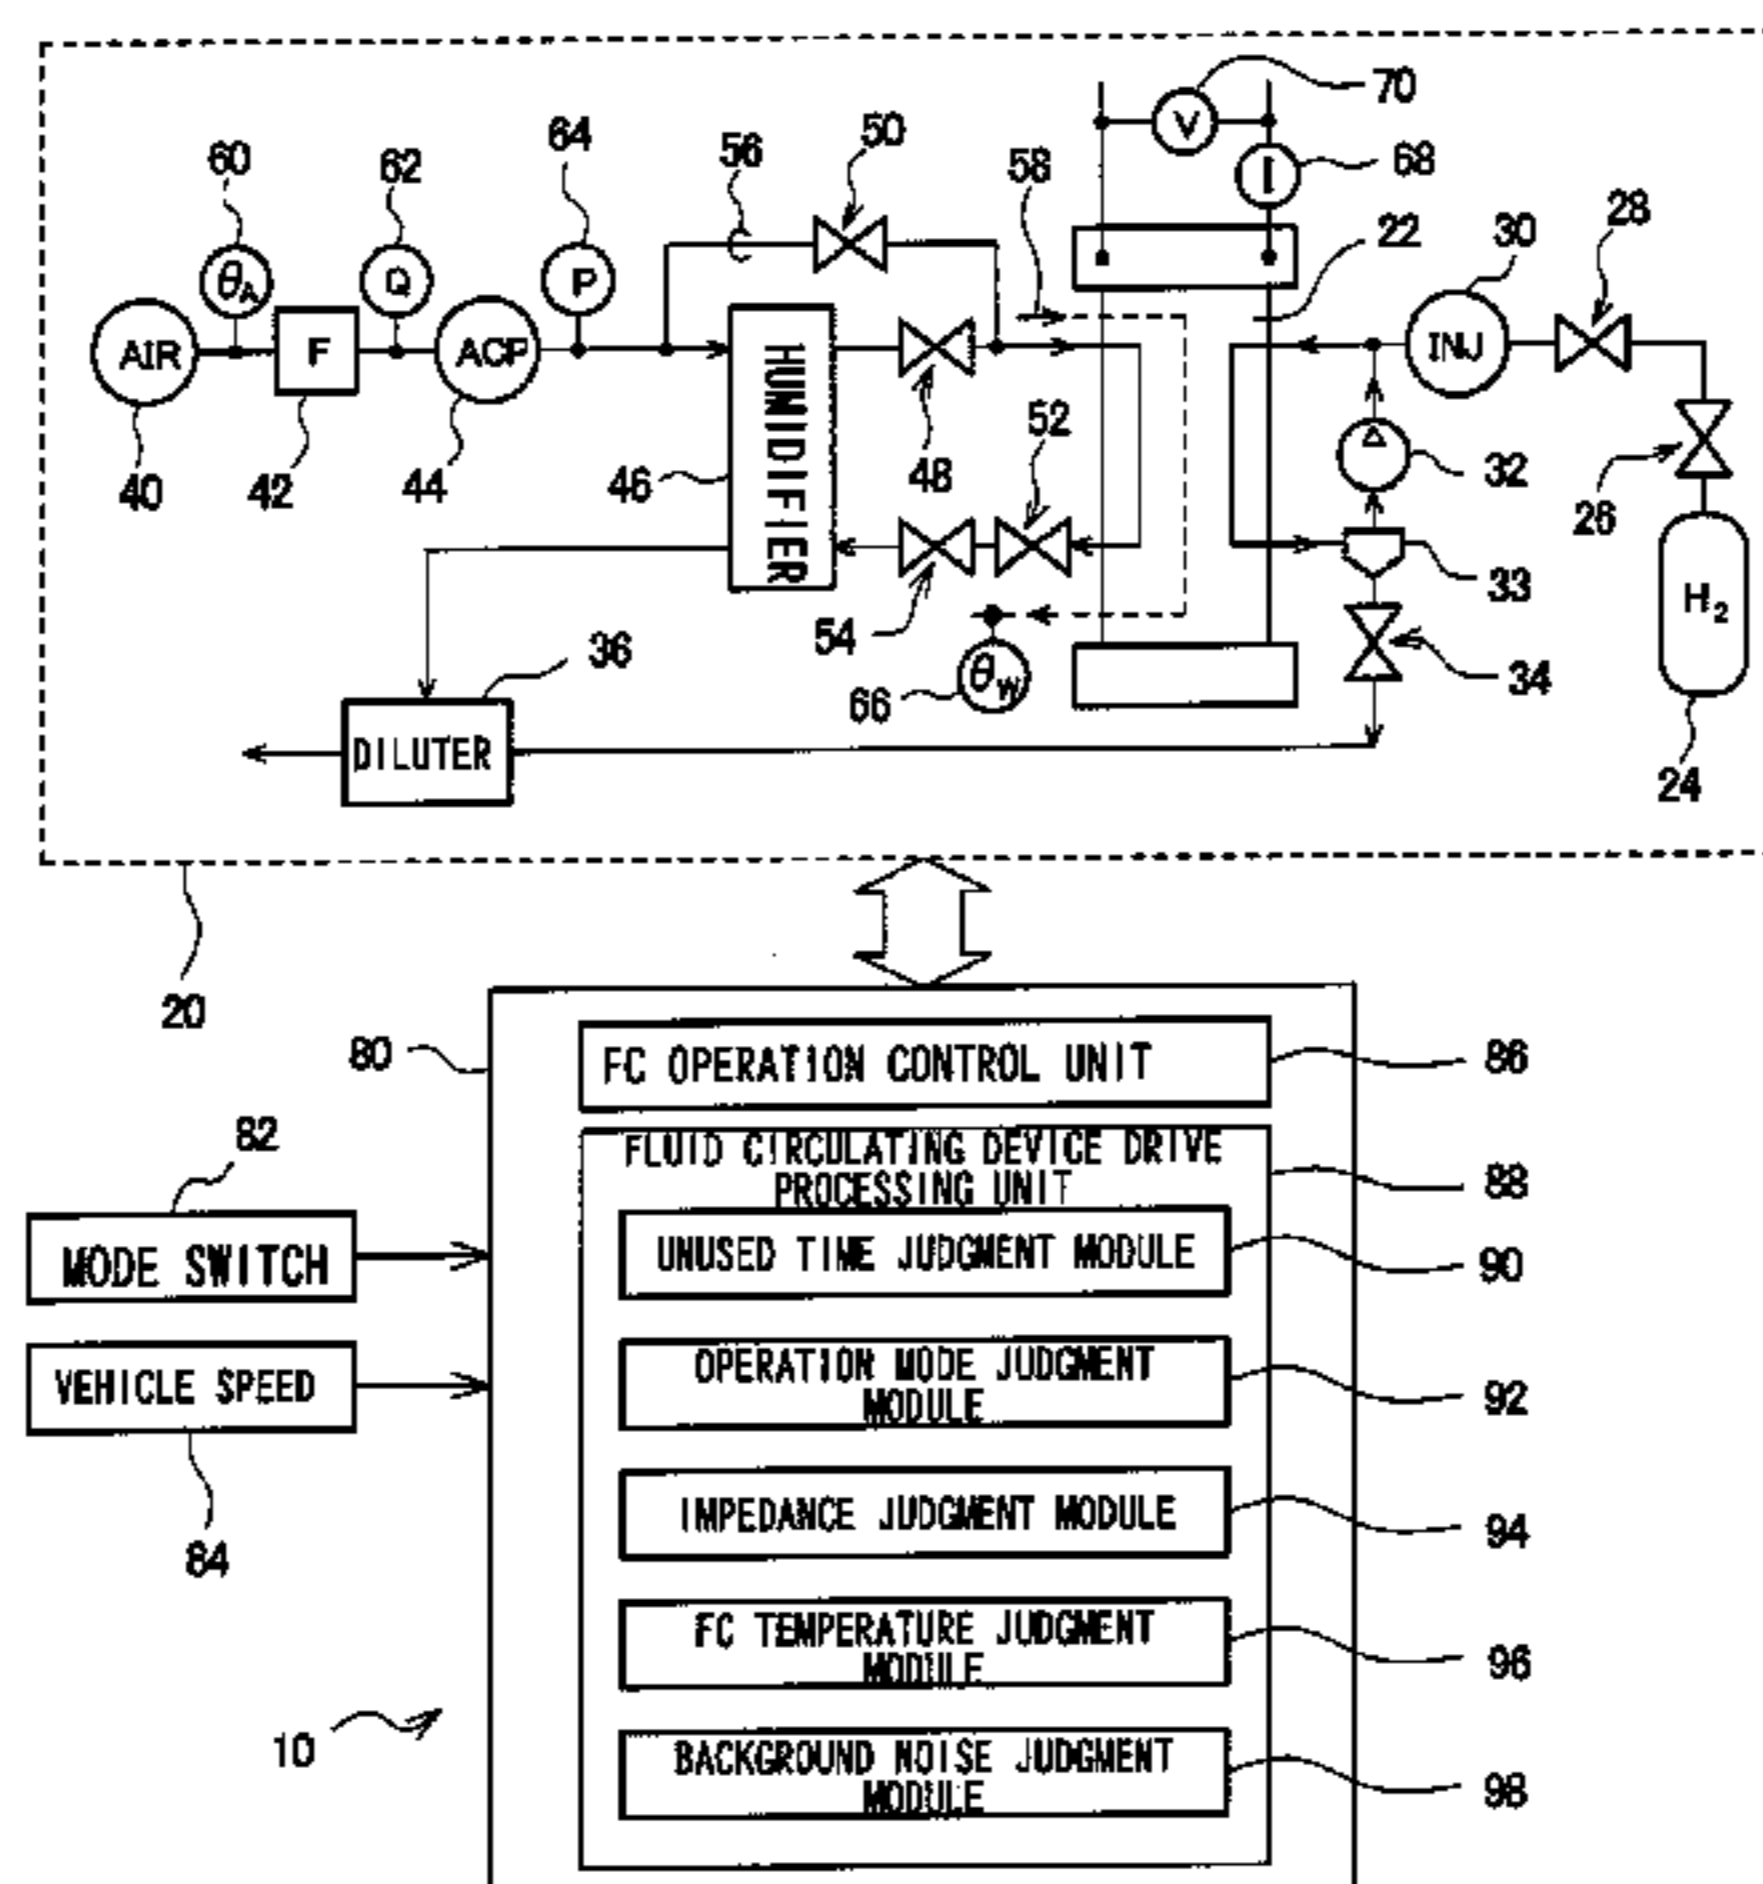 70
64
50
60
62
56
58
68
28
30
22
V
I
θA
Q
P
AIR
F
ACP
INJ
HUMIDIFIER
52
40
42
44
46
48
32
26
33
H2
54
36
θW
66
34
DILUTER
24
20
80
FC OPERATION CONTROL UNIT
86
82
FLUID CIRCULATING DEVICE DRIVE
PROCESSING UNIT
88
MODE SWITCH
UNUSED TIME JUDGMENT MODULE
90
VEHICLE SPEED
OPERATION MODE JUDGMENT
MODULE
92
84
IMPEDANCE JUDGMENT MODULE
94
FC TEMPERATURE JUDGMENT
MODULE
96
10
BACKGROUND NOISE JUDGMENT
MODULE
98